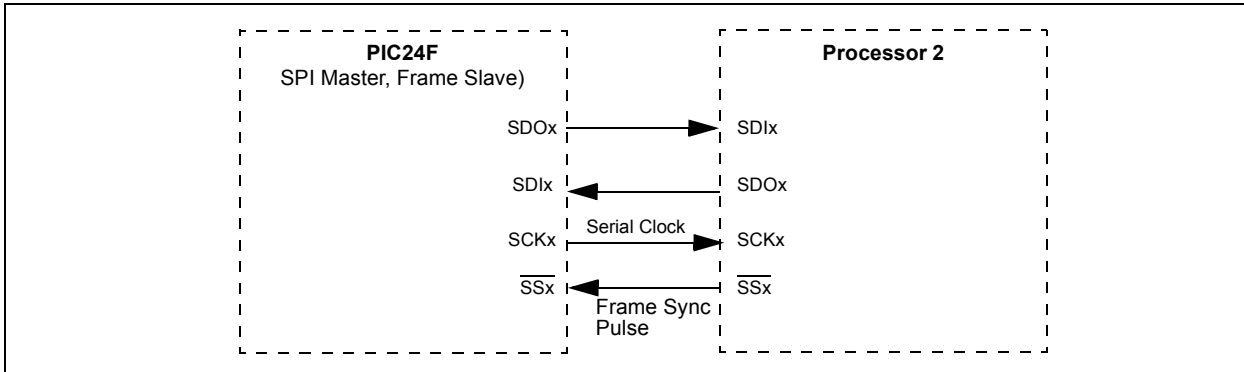 PIC24F
SPI Master, Frame Slave)
Processor 2
SDOx
SDIx
SDIx
SDOx
SCKx
Serial Clock
SCKx
SSx
Frame Sync
Pulse
SSx